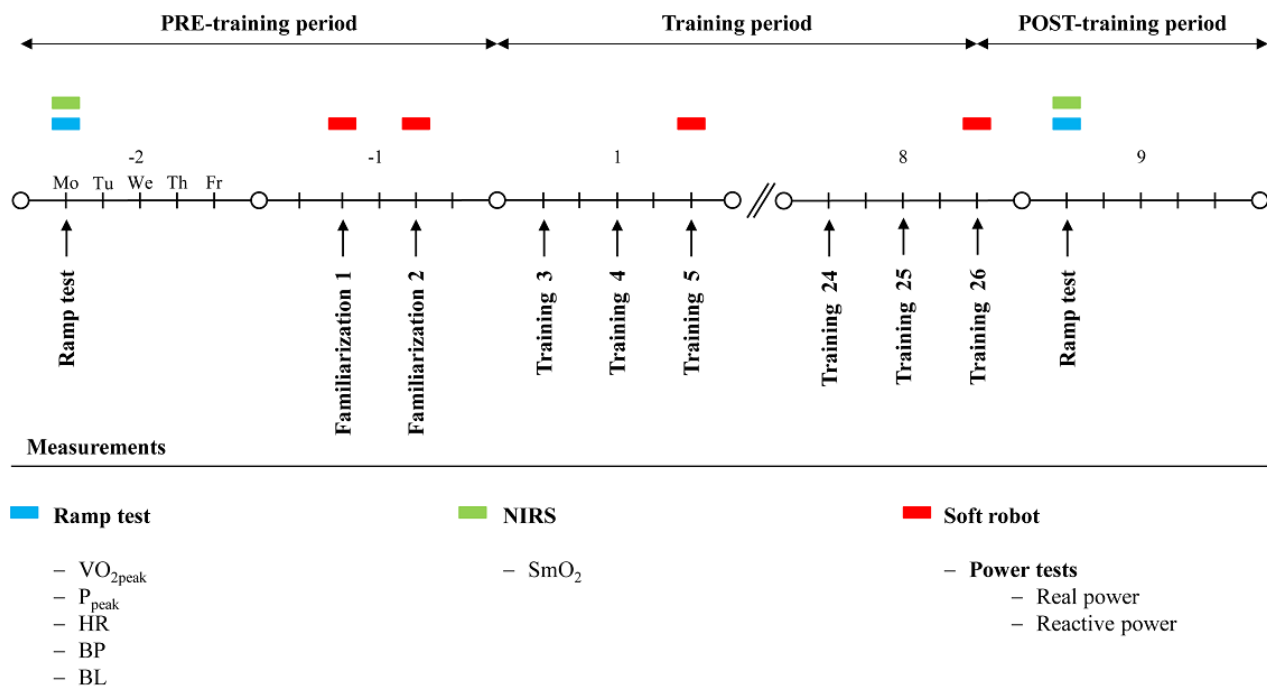 PRE-training period Training period POST-training period
-2 -1 1 8 9
Mo Tu We Th Fr
Ramp test
Familiarization 1
Familiarization 2
Training 3
Training 4
Training 5
Training 24
Training 25
Training 26
Ramp test
Measurements
Ramp test
– VO2peak
– Ppeak
– HR
– BP
– BL
NIRS
– SmO2
Soft robot
– Power tests
– Real power
– Reactive power